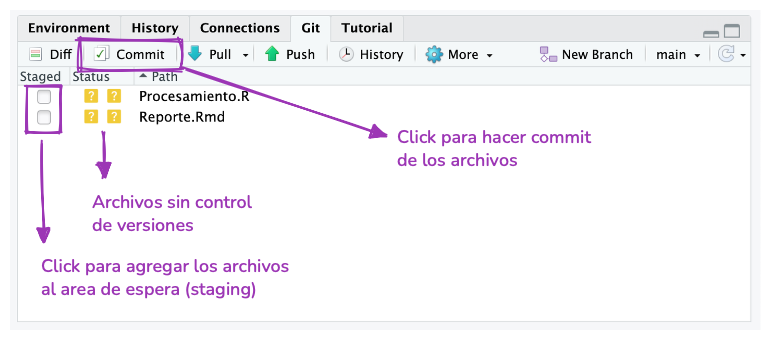 Environment History Connections Git Tutorial
Diff Commit Pull Push History More New Branch main
Staged Status Path
? ? Procesamiento.R
? ? Reporte.Rmd
Click para hacer commit
de los archivos
Archivos sin control
de versiones
Click para agregar los archivos
al area de espera (staging)